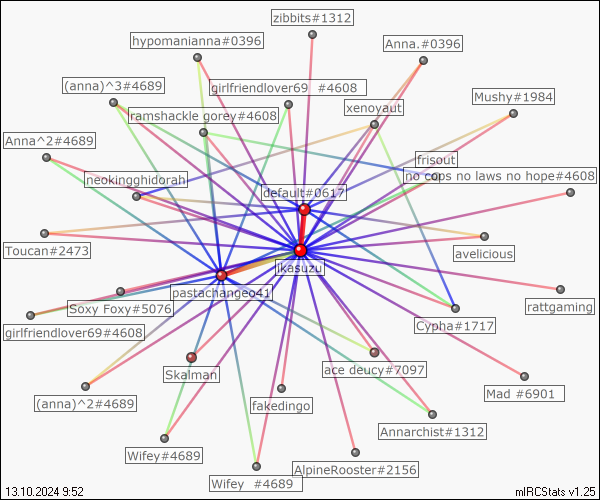 zibbits#1312
hypomanianna#0396
Anna.#0396
(anna)^3#4689
girlfriendlover69 #4608
Mushy#1984
ramshackle gorey#4608
xenoyaut
Anna^2#4689
frisout
neokingghidorah
no cops no laws no hope#4608
default#0617
Toucan#2473
avelicious
jkasuzu
pastachangeo41
Soxy Foxy#5076
rattgaming
girlfriendlover69#4608
Cypha#1717
Skalman
ace deucy#7097
Mad #6901
(anna)^2#4689
fakedingo
Annarchist#1312
Wifey#4689
AlpineRooster#2156
Wifey #4689
13.10.2024 9:52
mIRCStats v1.25